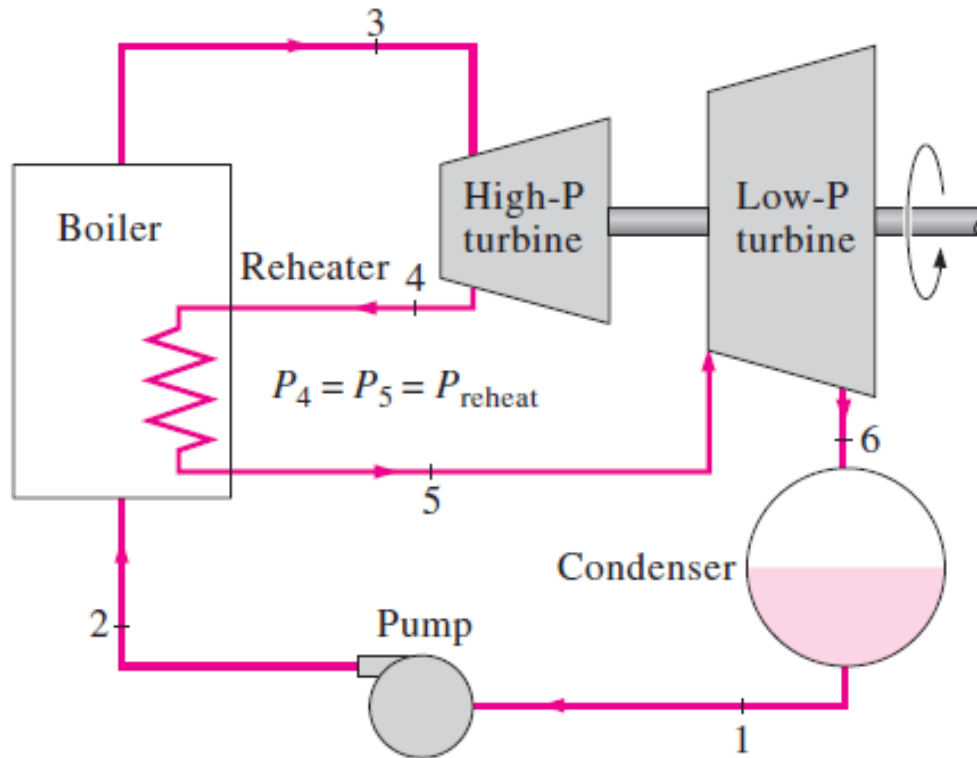 3
High-P
turbine
Low-P
turbine
Boiler
Reheater
4
P4 = P5 = Preheat
5
6
Condenser
2
Pump
1